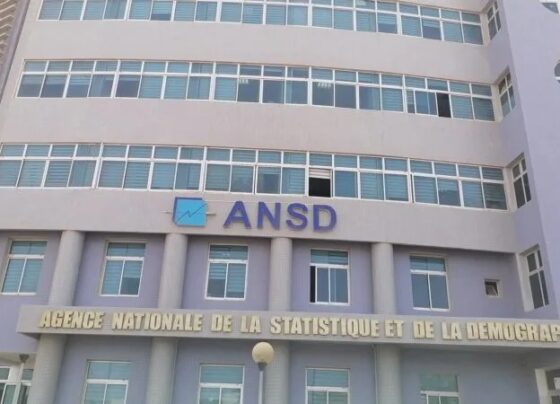 ANSD
AGENCE NATIONALE DE LA STATISTIQUE ET DE LA DEMOGRAP